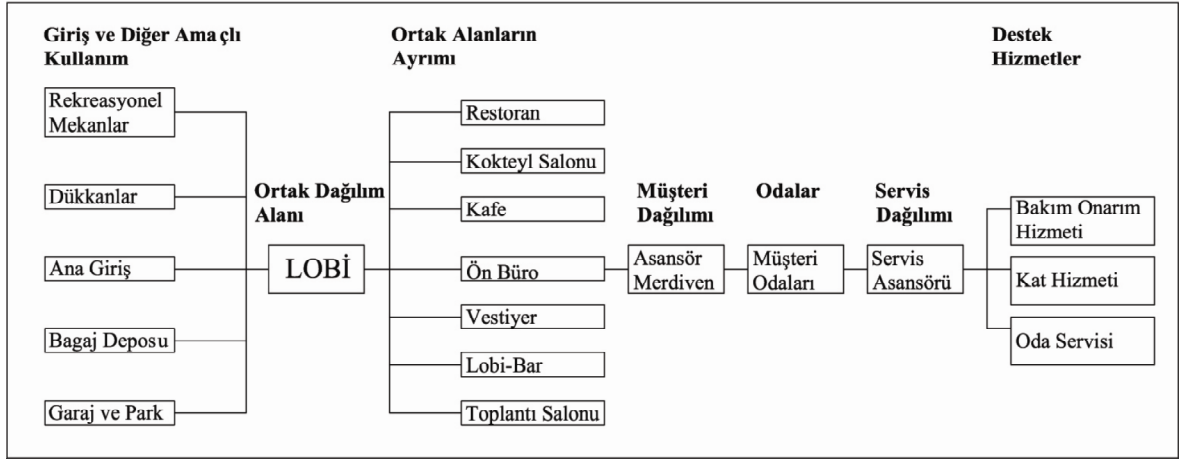 Giriş ve Diğer Amaçlı
Kullanım
Rekreasyonel
Mekanlar
Dükkanlar
Ana Giriş
Bagaj Deposu
Garaj ve Park
Ortak Dağılım
Alanı
LOBİ
Ortak Alanların
Ayrımı
Restoran
Kokteyl Salonu
Kafe
Ön Büro
Vestiyer
Lobi-Bar
Toplantı Salonu
Müşteri
Dağılımı
Asansör
Merdiven
Odalar
Müşteri
Odaları
Servis
Dağılımı
Servis
Asansörü
Destek
Hizmetler
Bakım Onarım
Hizmeti
Kat Hizmeti
Oda Servisi